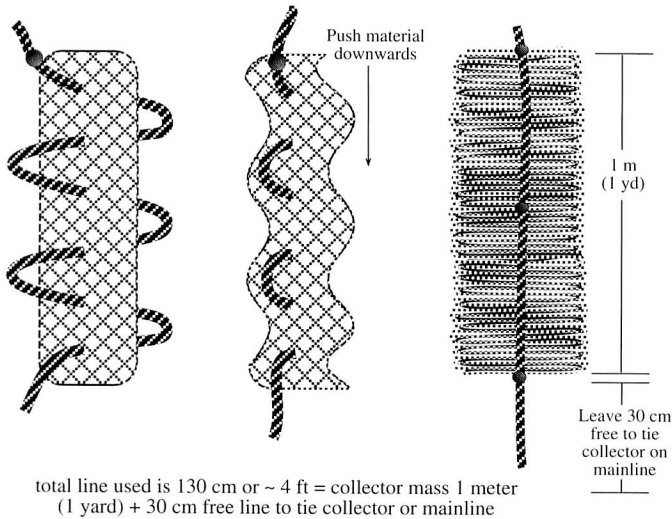 Push material
downwards
1 m
(1 yd)
Leave 30 cm
free to tie
collector on
mainline
total line used is 130 cm or ~ 4 ft = collector mass 1 meter
(1 yard) + 30 cm free line to tie collector or mainline